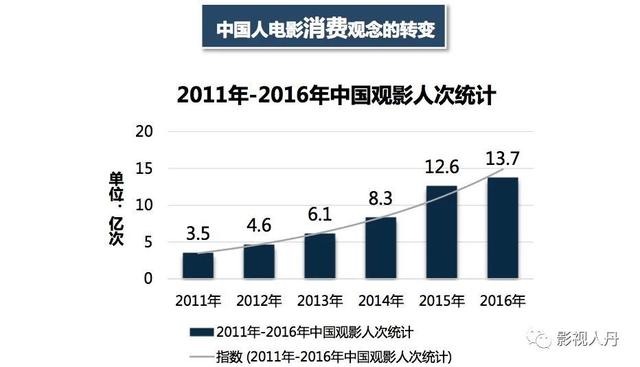 中国人电影消费观念的转变
2011年-2016年中国观影人次统计
单位：亿次
20
15
10
5
0
3.5
4.6
6.1
8.3
12.6
13.7
2011年
2012年
2013年
2014年
2015年
2016年
2011年-2016年中国观影人次统计
指数 (2011年-2016年中国观影人次统计)
影视人丹